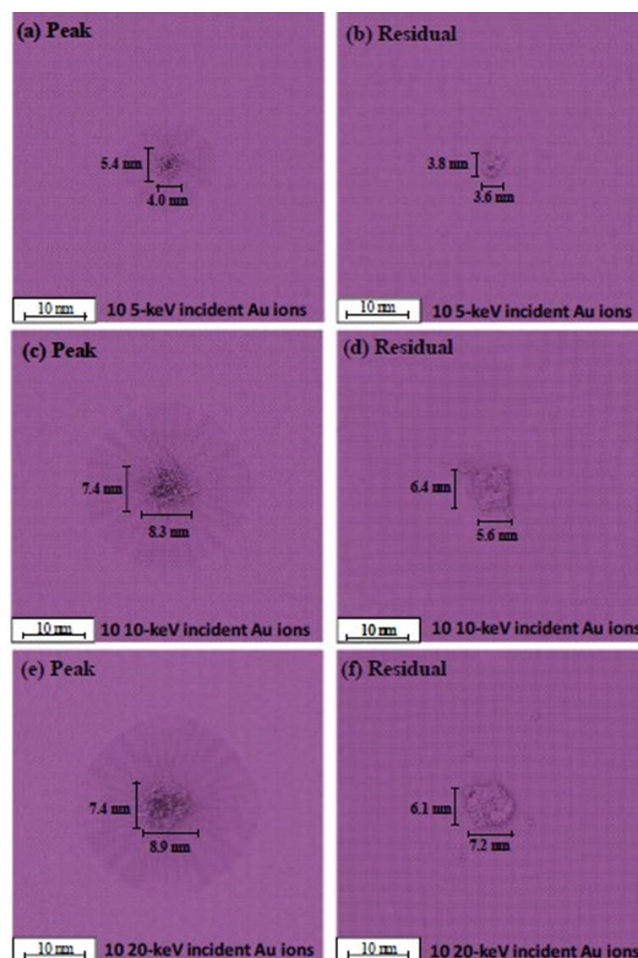 (a) Peak
5.4 nm
4.0 nm
10 nm
10 5-keV incident Au ions
(b) Residual
3.8 nm
3.6 nm
10 nm
10 5-keV incident Au ions
(c) Peak
7.4 nm
8.3 nm
10 nm
10 10-keV incident Au ions
(d) Residual
6.4 nm
5.6 nm
10 nm
10 10-keV incident Au ions
(e) Peak
7.4 nm
8.9 nm
10 nm
10 20-keV incident Au ions
(f) Residual
6.1 nm
7.2 nm
10 nm
10 20-keV incident Au ions